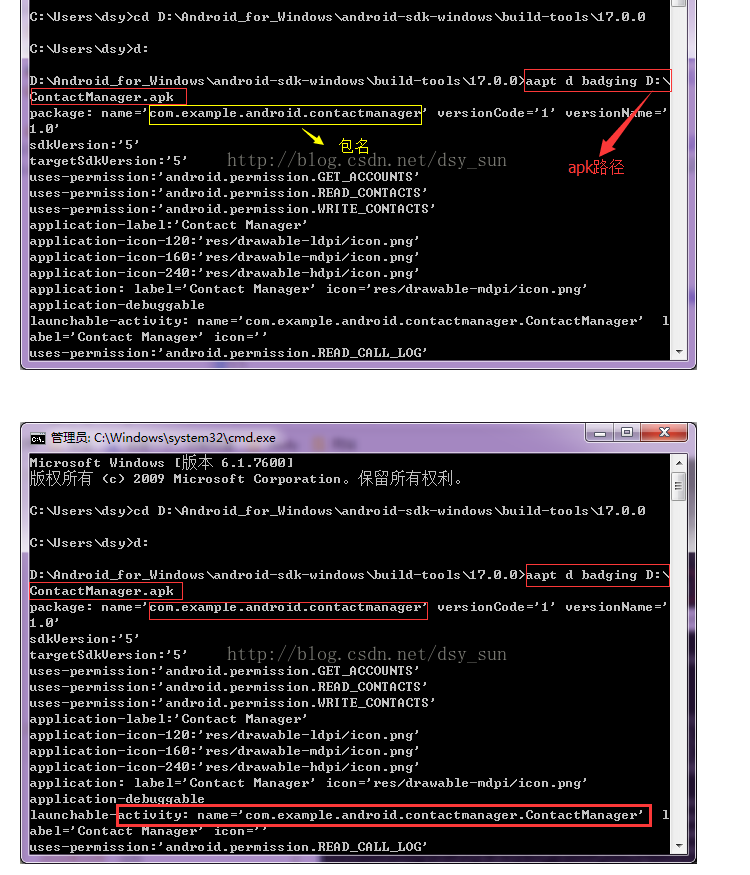 C:\Users\dsy>cd D:\Android_for_Windows\android-sdk-windows\build-tools\17.0.0
C:\Users\dsy>d:
D:\Android_for_Windows\android-sdk-windows\build-tools\17.0.0>aapt d badging D:\
ContactManager.apk
package: name='com.example.android.contactmanager' versionCode='1' versionName='
1.0'
包名
sdkVersion:'5'
targetSdkVersion:'5'
http://blog.csdn.net/dsy_sun
apk路径
uses-permission:'android.permission.GET_ACCOUNTS'
uses-permission:'android.permission.READ_CONTACTS'
uses-permission:'android.permission.WRITE_CONTACTS'
application-label:'Contact Manager'
application-icon-120:'res/drawable-ldpi/icon.png'
application-icon-160:'res/drawable-mdpi/icon.png'
application-icon-240:'res/drawable-hdpi/icon.png'
application: label='Contact Manager' icon='res/drawable-mdpi/icon.png'
application-debuggable
launchable-activity: name='com.example.android.contactmanager.ContactManager'  l
abel='Contact Manager' icon=''
uses-permission:'android.permission.READ_CALL_LOG'
管理员: C:\Windows\system32\cmd.exe
Microsoft Windows [版本 6.1.7600]
版权所有 (c) 2009 Microsoft Corporation。保留所有权利。
C:\Users\dsy>cd D:\Android_for_Windows\android-sdk-windows\build-tools\17.0.0
C:\Users\dsy>d:
D:\Android_for_Windows\android-sdk-windows\build-tools\17.0.0>aapt d badging D:\
ContactManager.apk
package: name='com.example.android.contactmanager' versionCode='1' versionName='
1.0'
sdkVersion:'5'
targetSdkVersion:'5'
http://blog.csdn.net/dsy_sun
uses-permission:'android.permission.GET_ACCOUNTS'
uses-permission:'android.permission.READ_CONTACTS'
uses-permission:'android.permission.WRITE_CONTACTS'
application-label:'Contact Manager'
application-icon-120:'res/drawable-ldpi/icon.png'
application-icon-160:'res/drawable-mdpi/icon.png'
application-icon-240:'res/drawable-hdpi/icon.png'
application: label='Contact Manager' icon='res/drawable-mdpi/icon.png'
application-debuggable
launchable-activity: name='com.example.android.contactmanager.ContactManager'  l
abel='Contact Manager' icon=''
uses-permission:'android.permission.READ_CALL_LOG'